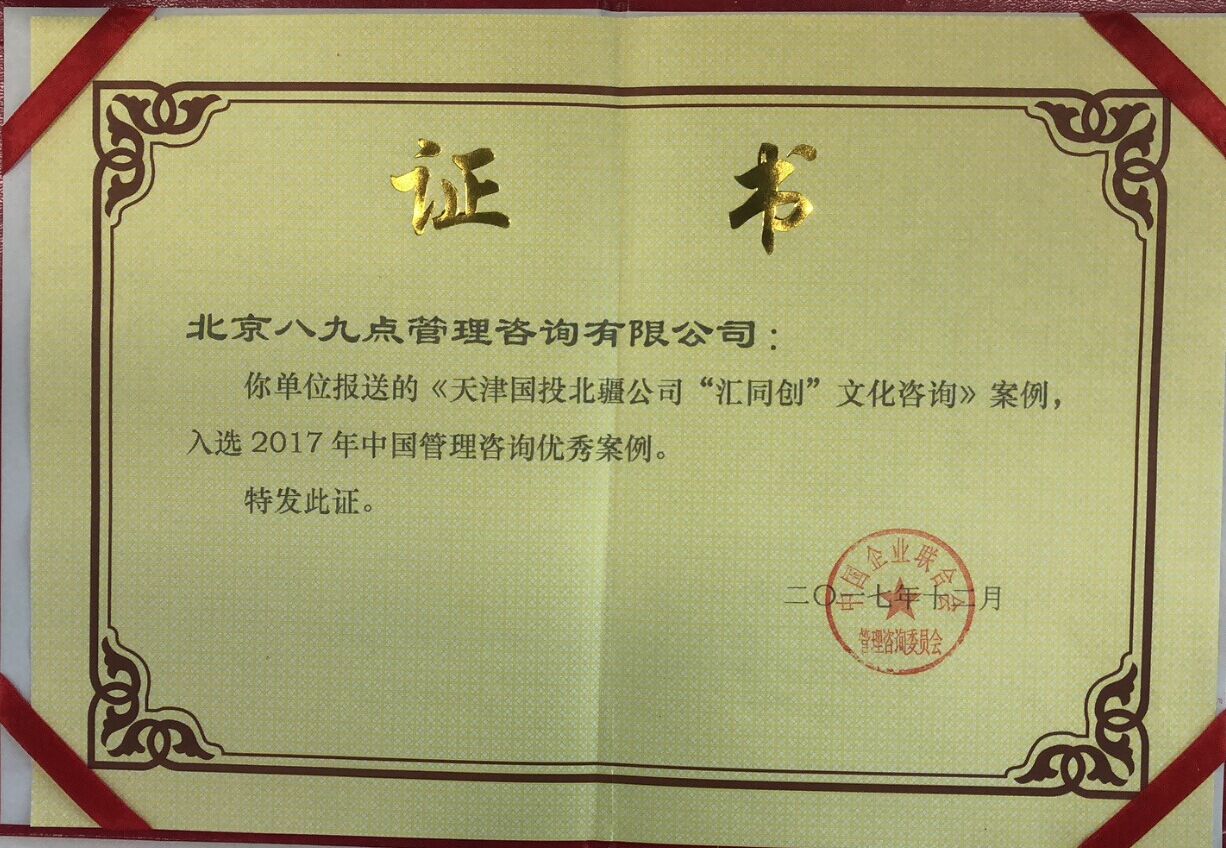 证书
北京八九点管理咨询有限公司：
你单位报送的《天津国投北疆公司“汇同创”文化咨询》案例，
入选2017年中国管理咨询优秀案例。
特发此证。
二〇一七年十二月
中国企业联合会
管理咨询委员会